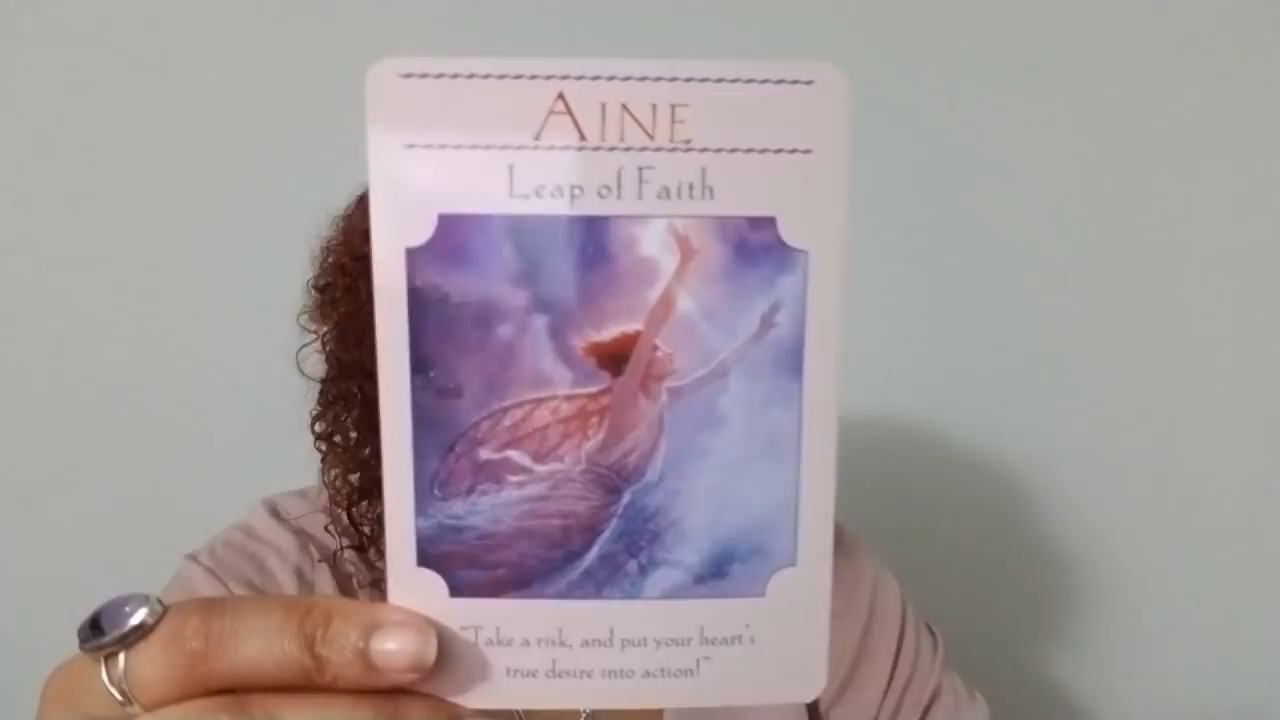 AINE
Leap of Faith
"Take a risk, and put your heart's
true desire into action!"